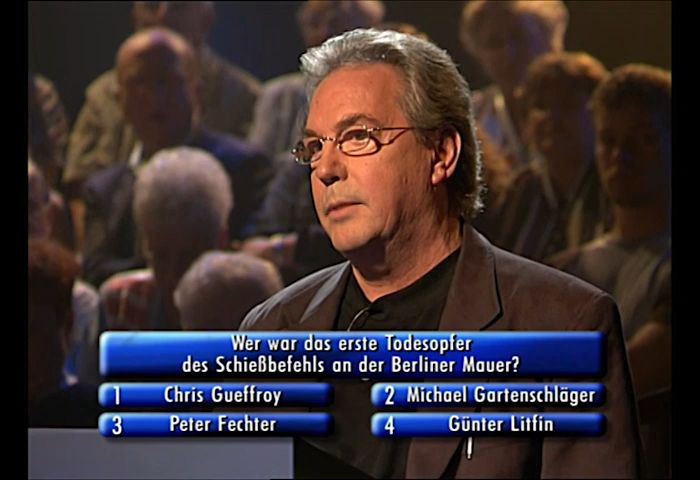 Wer war das erste Todesopfer
des Schießbefehls an der Berliner Mauer?
1 Chris Gueffroy
2 Michael Gartenschläger
3 Peter Fechter
4 Günter Litfin